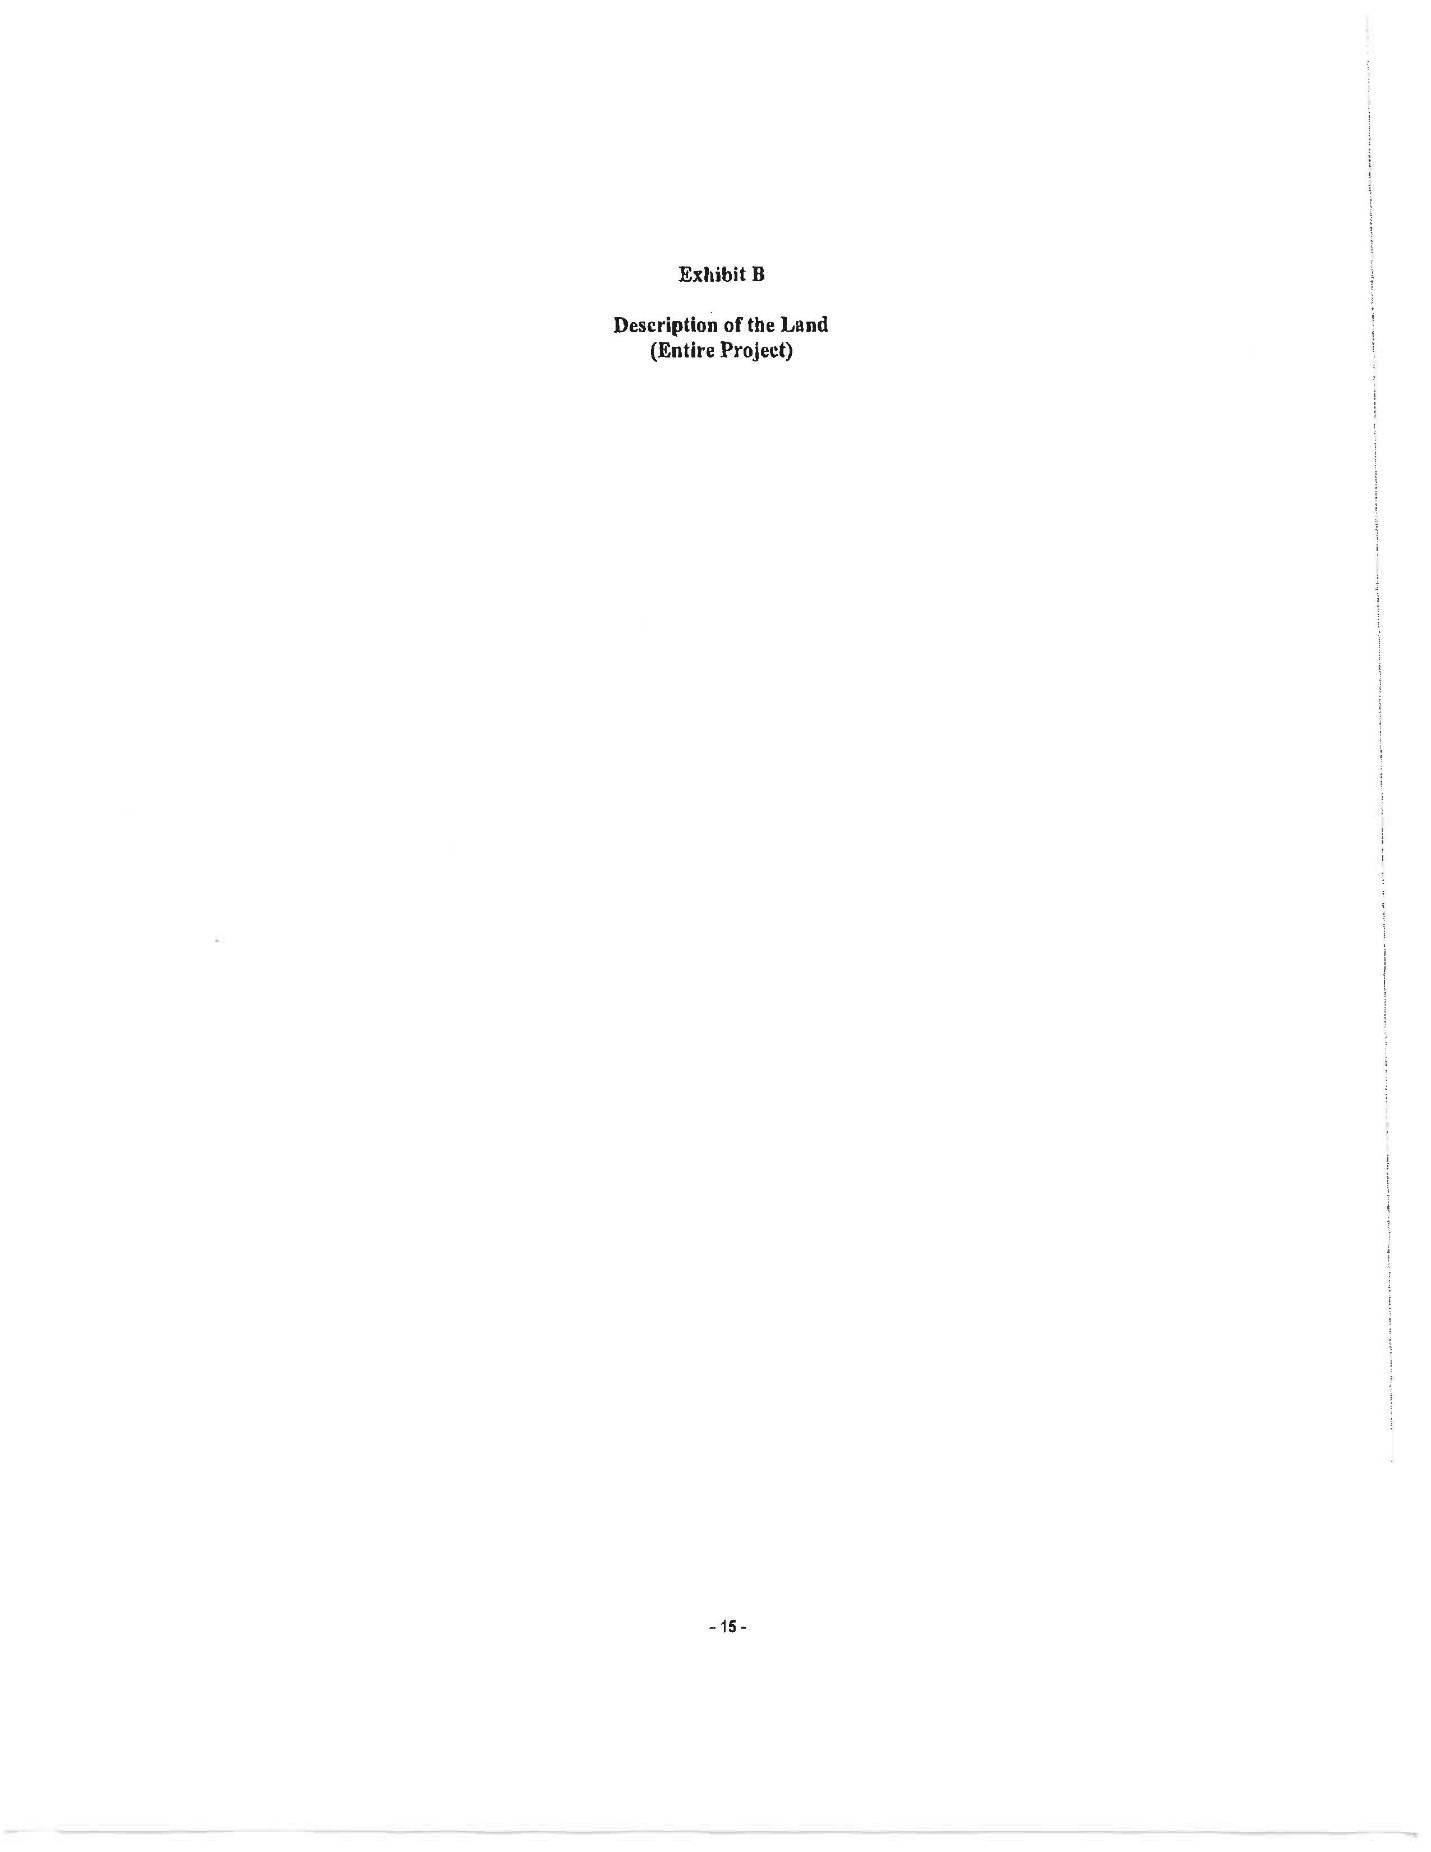 Exhibit B
Description of the Land
(Entire Project)
- 15 -